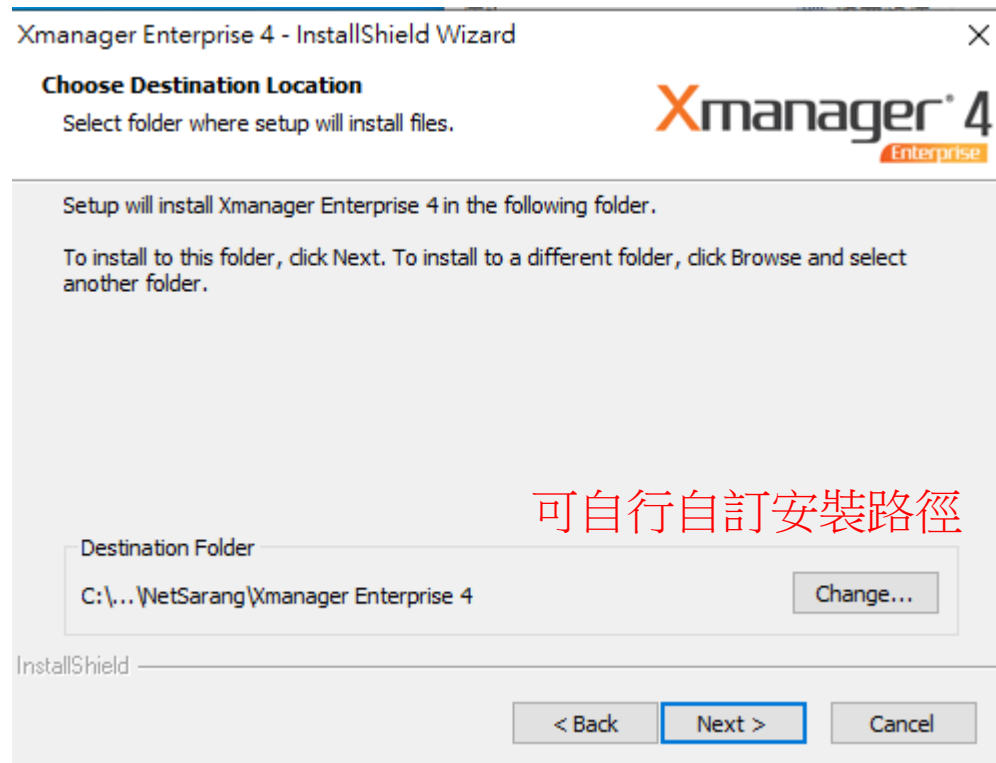 Xmanager Enterprise 4 - InstallShield Wizard
Choose Destination Location
Select folder where setup will install files.
Xmanager® 4
Enterprise
Setup will install Xmanager Enterprise 4 in the following folder.
To install to this folder, click Next. To install to a different folder, click Browse and select
another folder.
可自行自訂安裝路徑
Destination Folder
C:\...\NetSarang\Xmanager Enterprise 4
Change...
InstallShield
< Back Next > Cancel